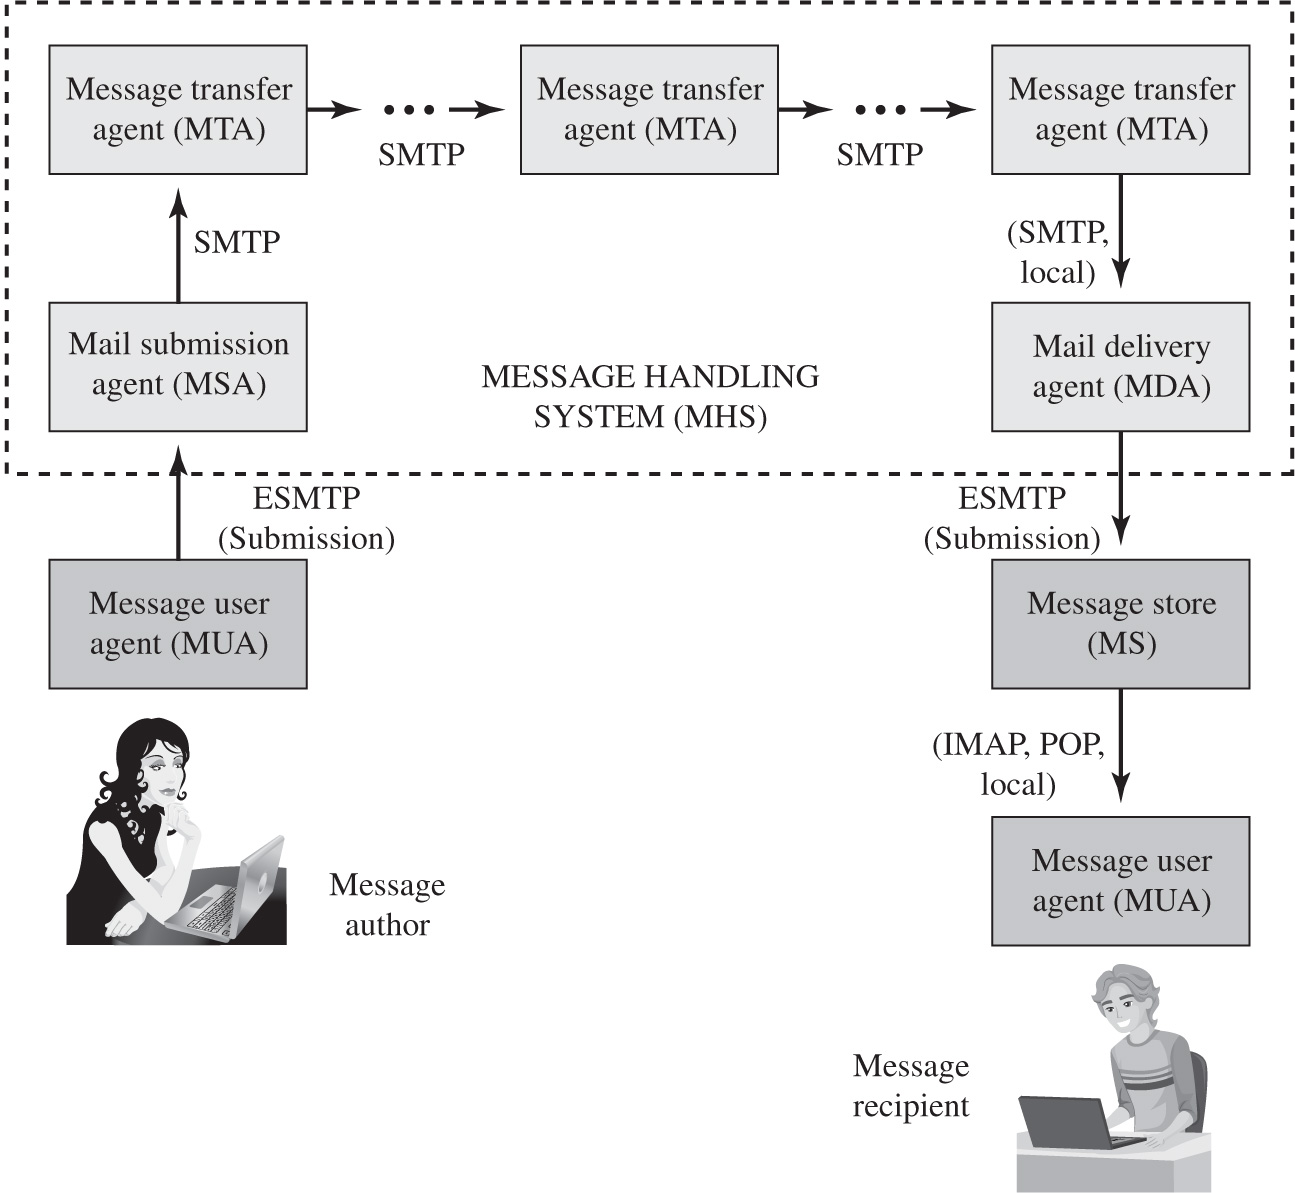 Message transfer
agent (MTA)
SMTP
Message transfer
agent (MTA)
SMTP
Message transfer
agent (MTA)
SMTP
(SMTP,
local)
Mail submission
agent (MSA)
MESSAGE HANDLING
SYSTEM (MHS)
Mail delivery
agent (MDA)
ESMTP
(Submission)
ESMTP
(Submission)
Message user
agent (MUA)
Message store
(MS)
(IMAP, POP,
local)
Message
author
Message user
agent (MUA)
Message
recipient